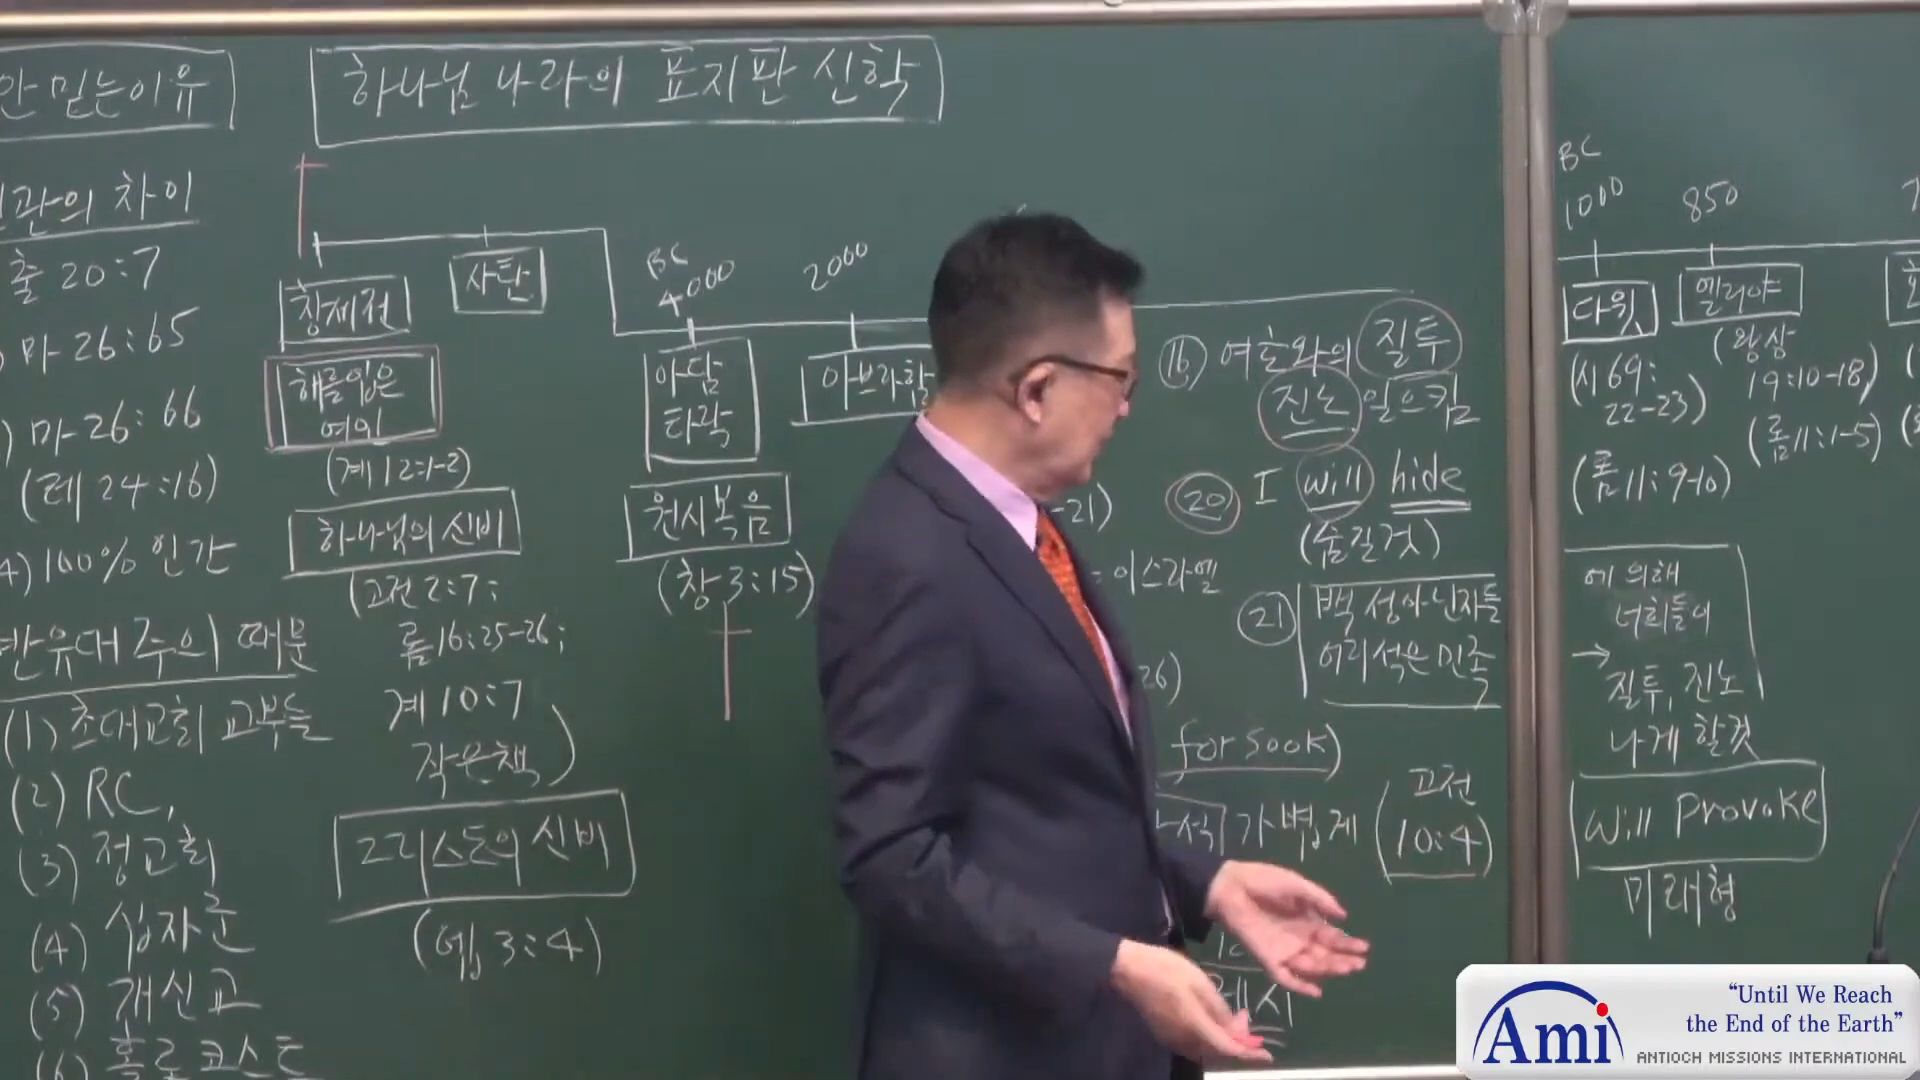 안믿는이유
하나님 나라의 표지판 신학
관의 차이
출 20:7
마 26:65
마 26:66
(레 24:16)
4) 100% 인간
반유대주의 때문
(1) 초대교회 교부들
(2) RC,
(3) 정교회
(4) 십자군
(5) 개신교
(6) 홀로코스트
창세전
사탄
해를입은
여인
(계 12:1-2)
하나님의 신비
(고전 2:7;
롬 16:25-26;
계 10:7
작은책)
그리스도의 신비
(엡 3:4)
BC
4000
2000
아담
타락
아브라함
원시복음
(창 3:15)
-21)
=이스라엘
26)
forsook)
가볍게
(고전
10:4)
⑯ 여호와의 질투
진노 일으킴
⑳ I will hide
(숨길것)
㉑ 백성아닌자들
어리석은 민족
BC
1000
850
다윗
엘리야
(시 69:
22-23)
(롬 11:9-10)
(왕상
19:10-18)
(롬 11:1-5)
에 의해
너희들이
→ 질투, 진노
나게 할것
will provoke
미래형
Ami
“Until We Reach
the End of the Earth”
ANTIOCH MISSIONS INTERNATIONAL